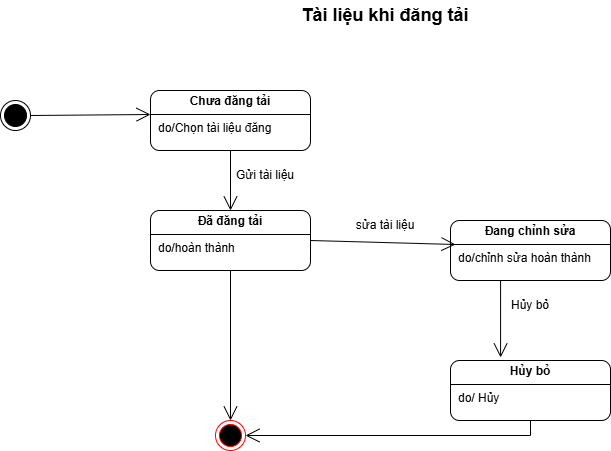 Tài liệu khi đăng tải
Chưa đăng tải
do/Chọn tài liệu đăng
Gửi tài liệu
Đã đăng tải
do/hoàn thành
sửa tài liệu
Đang chỉnh sửa
do/chỉnh sửa hoàn thành
Hủy bỏ
Hủy bỏ
do/ Hủy